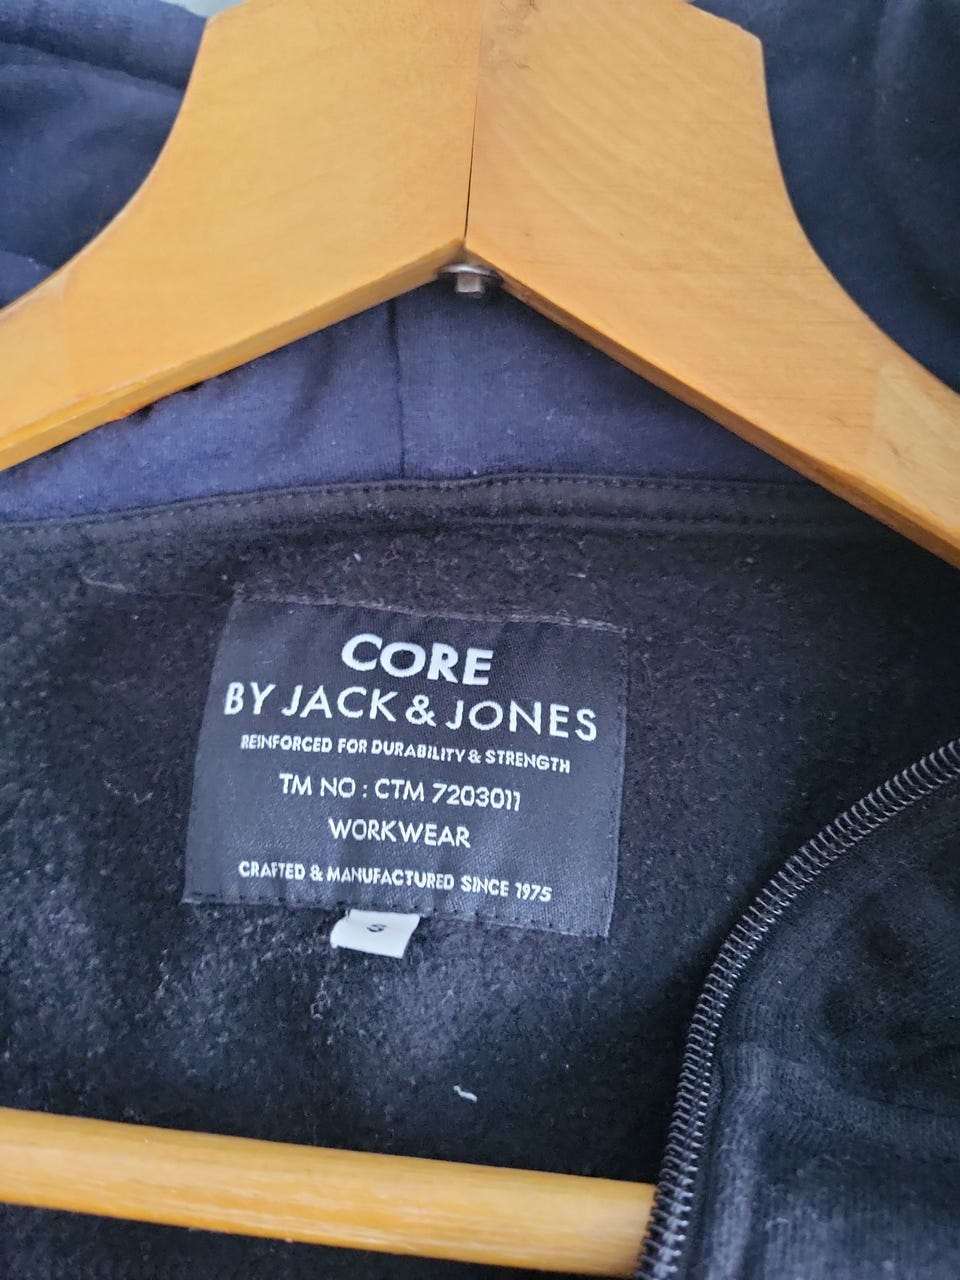 CORE
BY JACK & JONES
REINFORCED FOR DURABILITY & STRENGTH
TM NO : CTM 7203011
WORKWEAR
CRAFTED & MANUFACTURED SINCE 1975
S